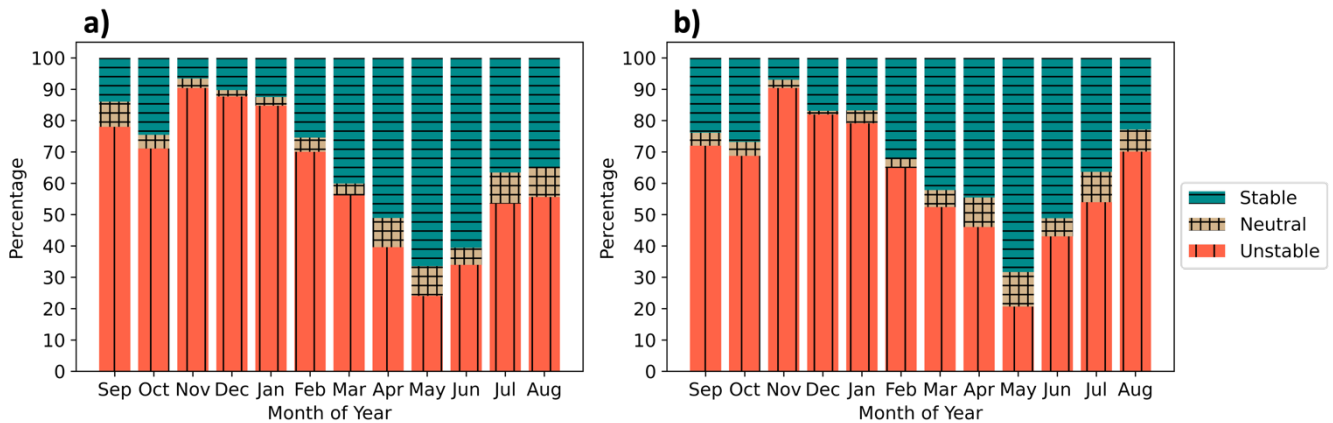 a)
Percentage
100
90
80
70
60
50
40
30
20
10
0
Sep Oct Nov Dec Jan Feb Mar Apr May Jun Jul Aug
Month of Year
b)
Percentage
100
90
80
70
60
50
40
30
20
10
0
Sep Oct Nov Dec Jan Feb Mar Apr May Jun Jul Aug
Month of Year
Stable
Neutral
Unstable